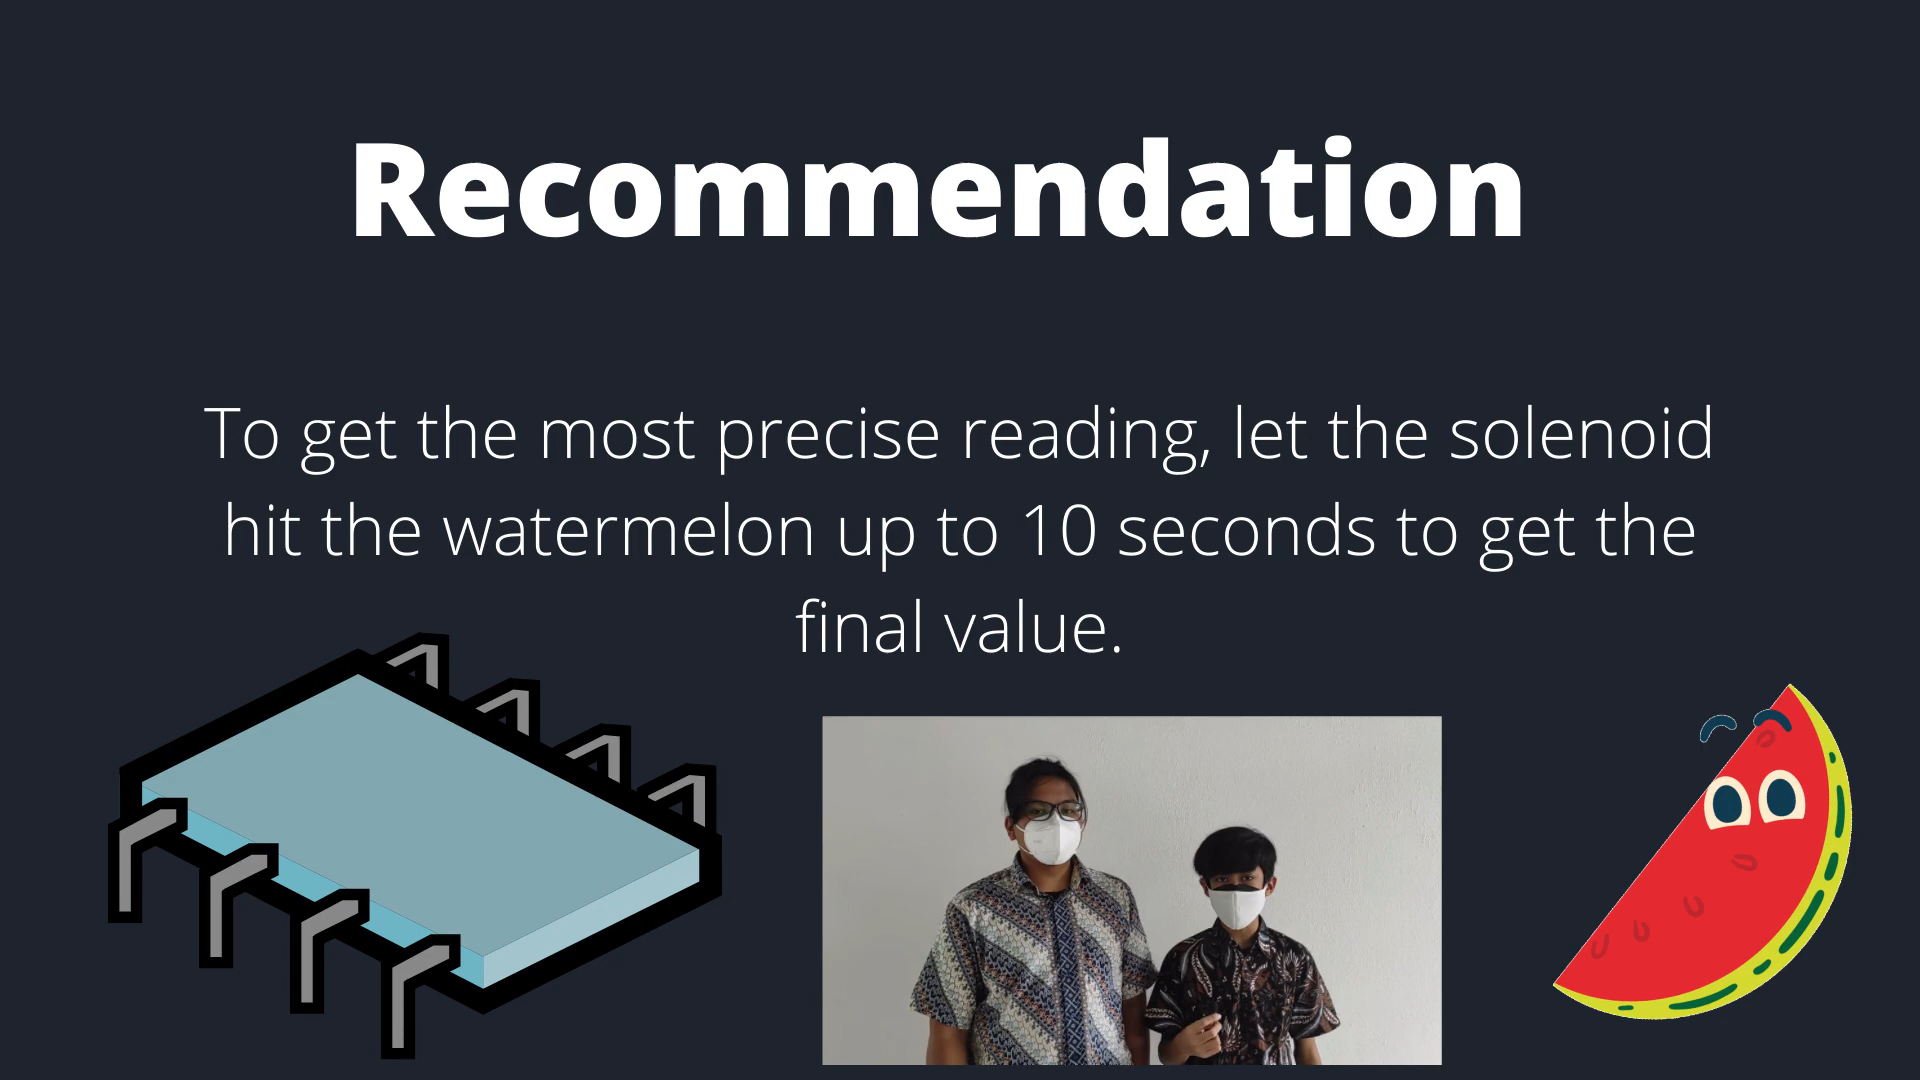 Recommendation
To get the most precise reading, let the solenoid
hit the watermelon up to 10 seconds to get the
final value.